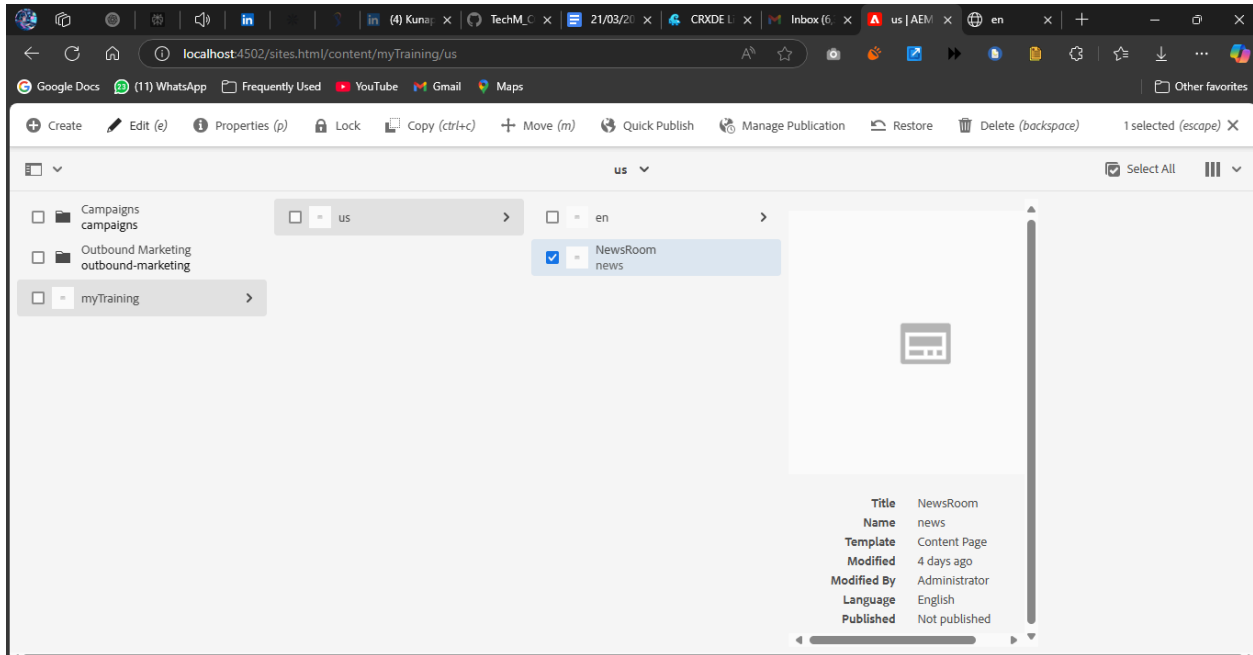 in
in (4) Kunap
TechM_C
21/03/20
CRXDE Li
Inbox (6,
us | AEM
en
localhost:4502/sites.html/content/myTraining/us
Google Docs
(11) WhatsApp
Frequently Used
YouTube
Gmail
Maps
Other favorites
Create
Edit (e)
Properties (p)
Lock
Copy (ctrl+c)
Move (m)
Quick Publish
Manage Publication
Restore
Delete (backspace)
1 selected (escape)
us
Select All
Campaigns
campaigns
Outbound Marketing
outbound-marketing
myTraining
us
en
NewsRoom
news
Title NewsRoom
Name news
Template Content Page
Modified 4 days ago
Modified By Administrator
Language English
Published Not published